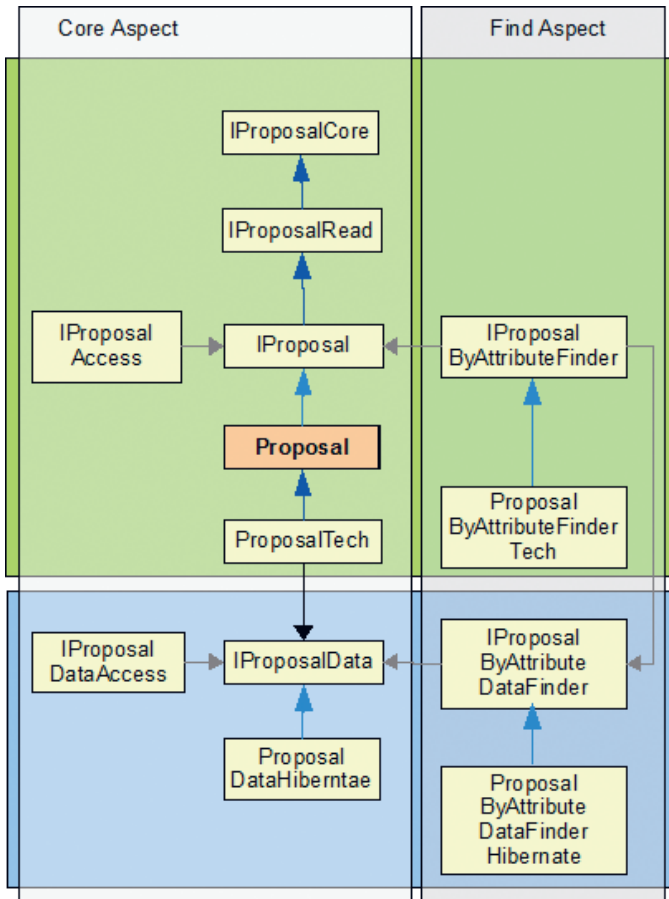 Core Aspect
Find Aspect
IProposalCore
IProposalRead
IProposal
Access
IProposal
IProposal
ByAttributeFinder
Proposal
ProposalTech
Proposal
ByAttributeFinder
Tech
IProposal
DataAccess
IProposalData
IProposal
ByAttribute
DataFinder
Proposal
DataHiberntae
Proposal
ByAttribute
DataFinder
Hibernate